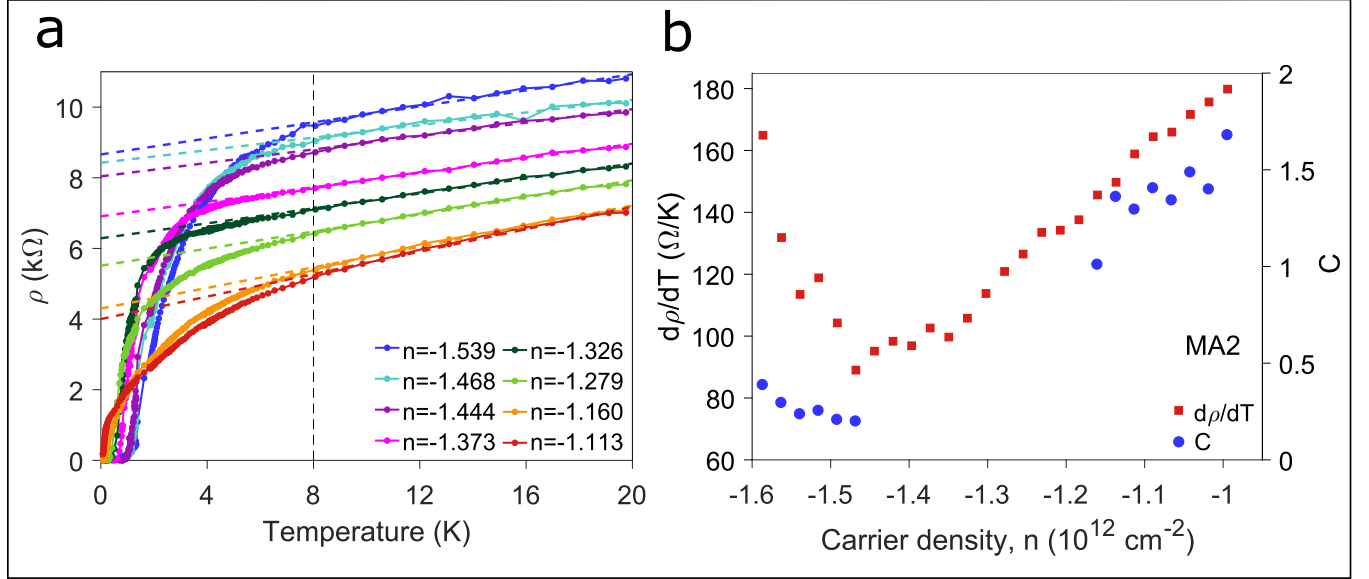 a
ρ (kΩ)
10
8
6
4
2
0
n=-1.539
n=-1.326
n=-1.468
n=-1.279
n=-1.444
n=-1.160
n=-1.373
n=-1.113
0 4 8 12 16 20
Temperature (K)
b
dρ/dT (Ω/K)
180
160
140
120
100
80
60
2
1.5
1
0.5
0
C
MA2
dρ/dT
C
-1.6 -1.5 -1.4 -1.3 -1.2 -1.1 -1
Carrier density, n (10¹² cm⁻²)